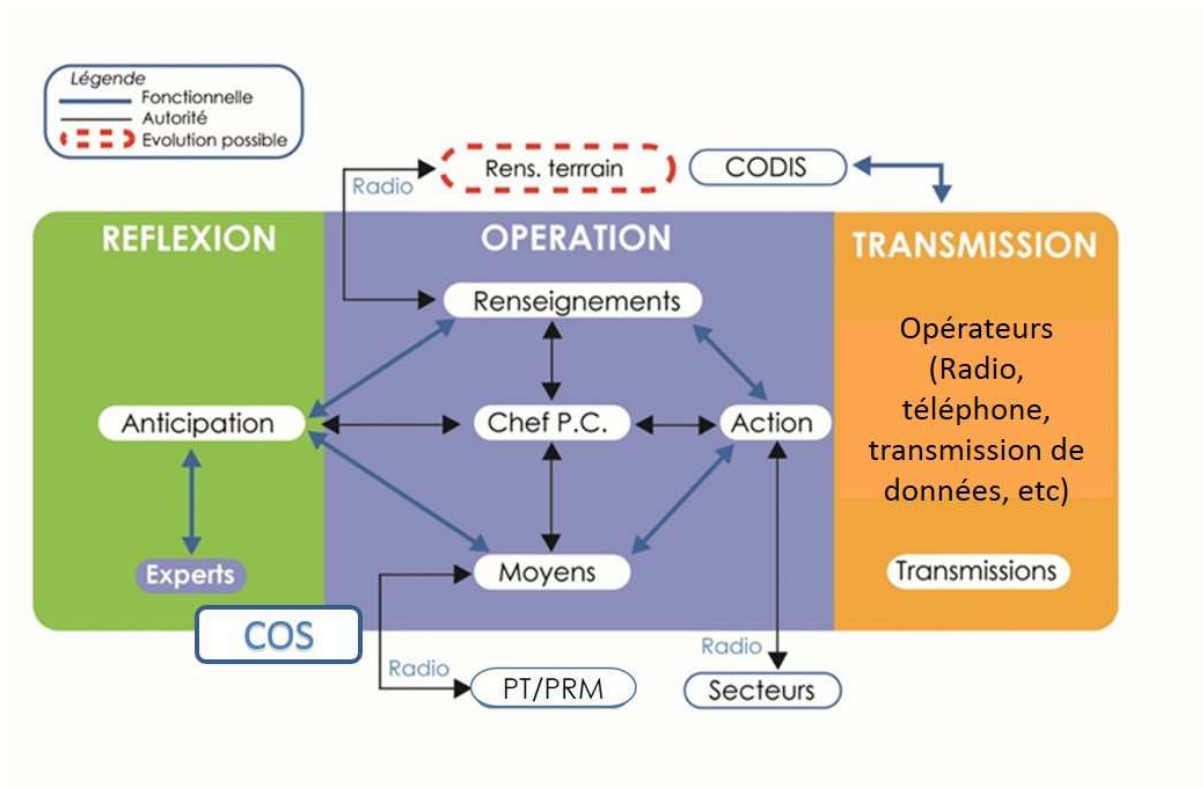 Légende
Fonctionnelle
Autorité
Evolution possible
Radio
Rens. terrrain
CODIS
REFLEXION
OPERATION
TRANSMISSION
Renseignements
Opérateurs
(Radio,
téléphone,
transmission de
données, etc)
Anticipation
Chef P.C.
Action
Experts
Moyens
Transmissions
COS
Radio
PT/PRM
Radio
Secteurs